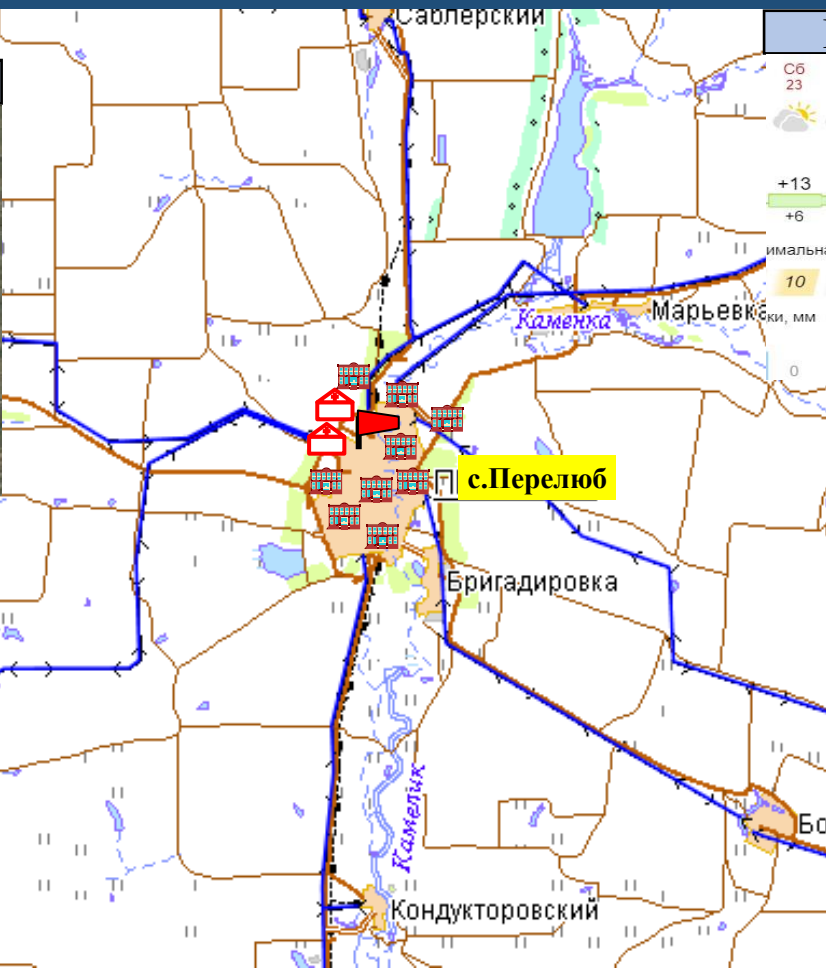 Саблерский
Сб
23
+13
+6
имальна
10
ки, мм
0
Марьевка
Каменка
П
с.Перелюб
Бригадировка
Камелик
Бо
Кондукторовский